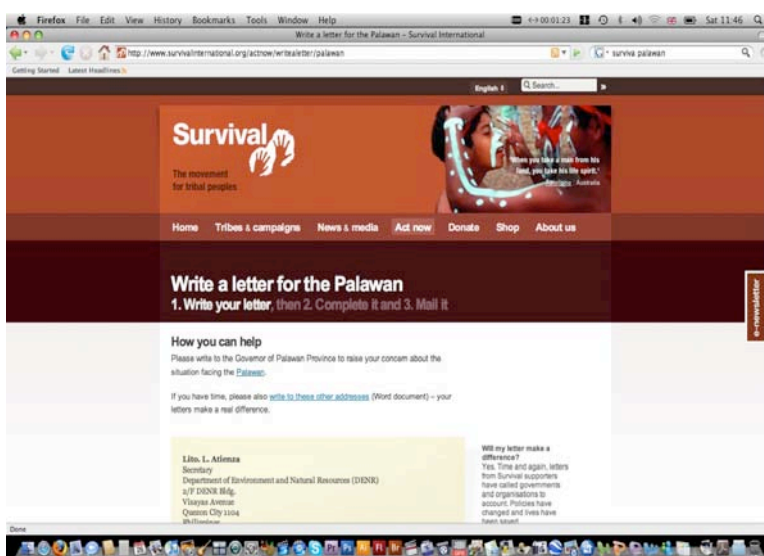 Firefox File Edit View History Bookmarks Tools Window Help
00:01:23
Sat 11:46
Write a letter for the Palawan – Survival International
http://www.survivalinternational.org/actnow/writealetter/palawan
surviva palawan
Getting Started Latest Headlines
English
Search...
Survival
The movement
for tribal peoples
"When you take a man from his
land, you take his life spirit."
Aborigine : Australia
Home Tribes & campaigns News & media Act now Donate Shop About us
Write a letter for the Palawan
1. Write your letter, then 2. Complete it and 3. Mail it
e-newsletter
How you can help
Please write to the Governor of Palawan Province to raise your concern about the
situation facing the Palawan.
If you have time, please also write to these other addresses (Word document) – your
letters make a real difference.
Lito. L. Atienza
Secretary
Department of Environment and Natural Resources (DENR)
2/F DENR Bldg.
Visayas Avenue
Quezon City 1104
Philippines
Will my letter make a
difference?
Yes. Time and again, letters
from Survival supporters
have called governments
and organisations to
account. Policies have
changed and lives have
been saved
Done